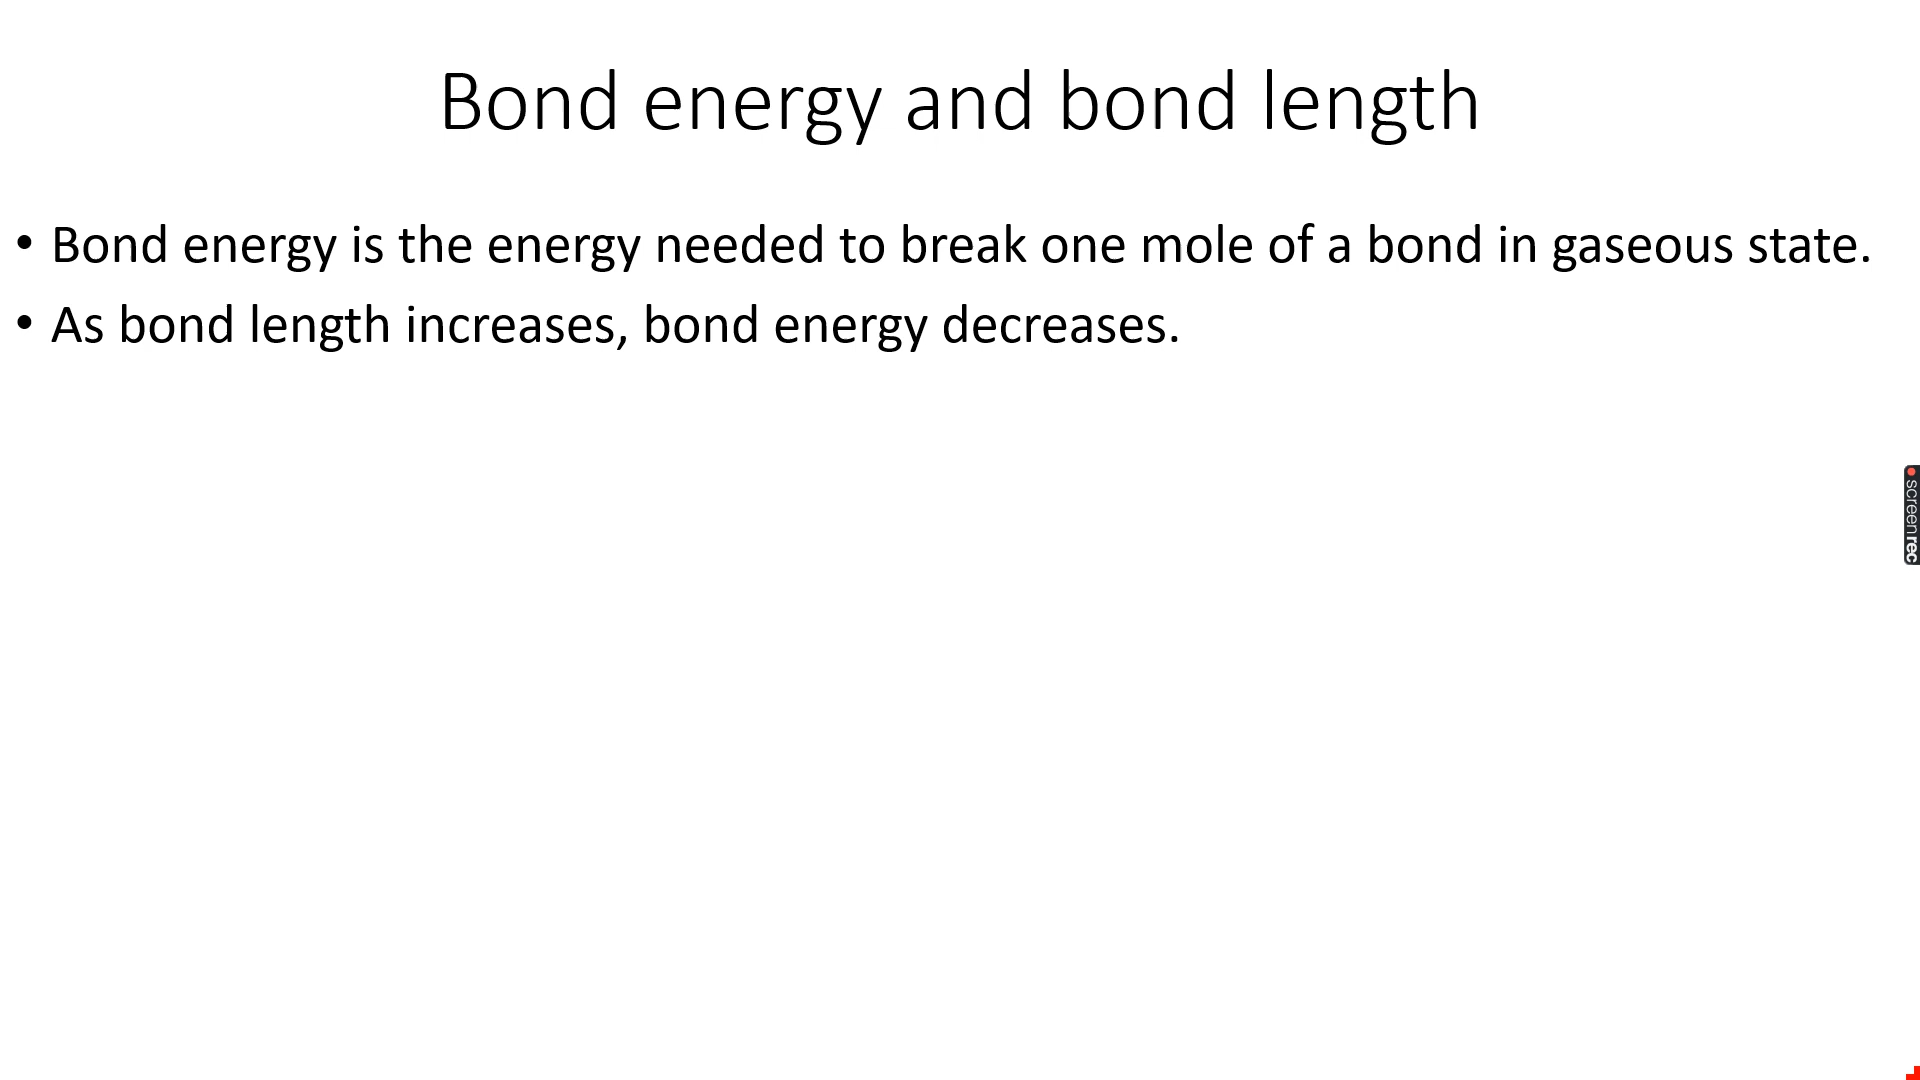 Bond energy and bond length
• Bond energy is the energy needed to break one mole of a bond in gaseous state.
• As bond length increases, bond energy decreases.
screenrec